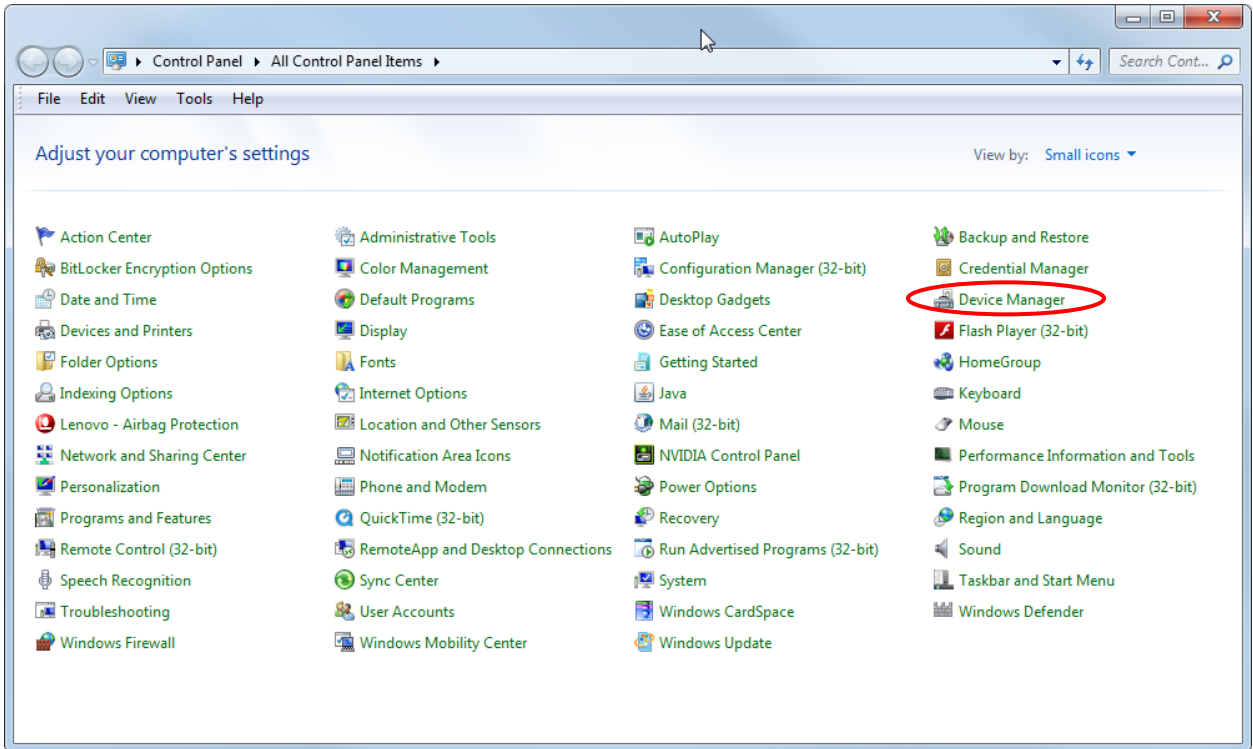 Control Panel ▸ All Control Panel Items ▸ Search Cont...
File Edit View Tools Help
Adjust your computer's settings
View by: Small icons
Action Center Administrative Tools AutoPlay Backup and Restore
BitLocker Encryption Options Color Management Configuration Manager (32-bit) Credential Manager
Date and Time Default Programs Desktop Gadgets Device Manager
Devices and Printers Display Ease of Access Center Flash Player (32-bit)
Folder Options Fonts Getting Started HomeGroup
Indexing Options Internet Options Java Keyboard
Lenovo - Airbag Protection Location and Other Sensors Mail (32-bit) Mouse
Network and Sharing Center Notification Area Icons NVIDIA Control Panel Performance Information and Tools
Personalization Phone and Modem Power Options Program Download Monitor (32-bit)
Programs and Features QuickTime (32-bit) Recovery Region and Language
Remote Control (32-bit) RemoteApp and Desktop Connections Run Advertised Programs (32-bit) Sound
Speech Recognition Sync Center System Taskbar and Start Menu
Troubleshooting User Accounts Windows CardSpace Windows Defender
Windows Firewall Windows Mobility Center Windows Update